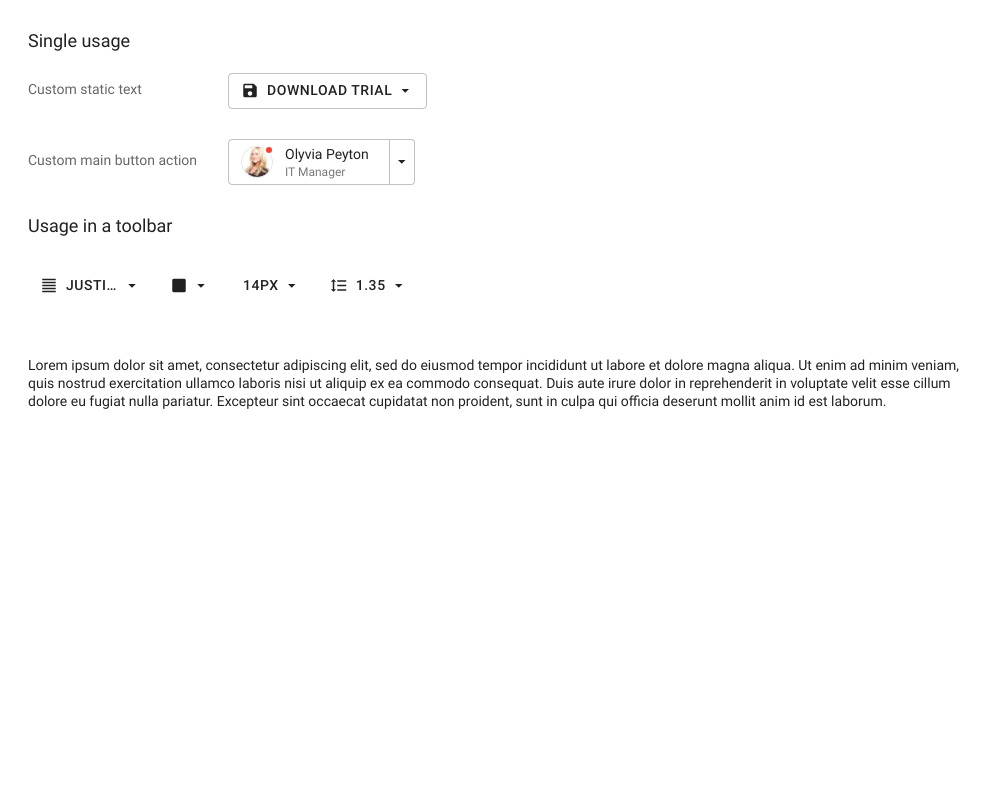 Single usage
Custom static text
DOWNLOAD TRIAL
Custom main button action
Olyvia Peyton
IT Manager
Usage in a toolbar
JUSTI... 14PX 1.35
Lorem ipsum dolor sit amet, consectetur adipiscing elit, sed do eiusmod tempor incididunt ut labore et dolore magna aliqua. Ut enim ad minim veniam,
quis nostrud exercitation ullamco laboris nisi ut aliquip ex ea commodo consequat. Duis aute irure dolor in reprehenderit in voluptate velit esse cillum
dolore eu fugiat nulla pariatur. Excepteur sint occaecat cupidatat non proident, sunt in culpa qui officia deserunt mollit anim id est laborum.